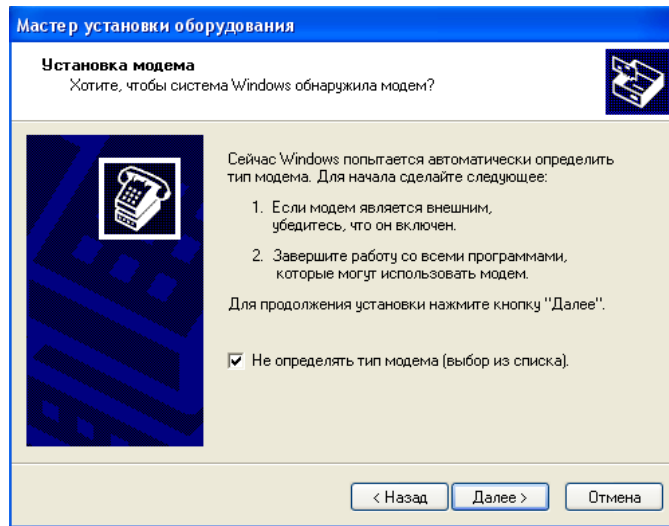 Мастер установки оборудования
Установка модема
Хотите, чтобы система Windows обнаружила модем?
Сейчас Windows попытается автоматически определить
тип модема. Для начала сделайте следующее:
1. Если модем является внешним,
убедитесь, что он включен.
2. Завершите работу со всеми программами,
которые могут использовать модем.
Для продолжения установки нажмите кнопку "Далее".
Не определять тип модема (выбор из списка).
< Назад Далее > Отмена